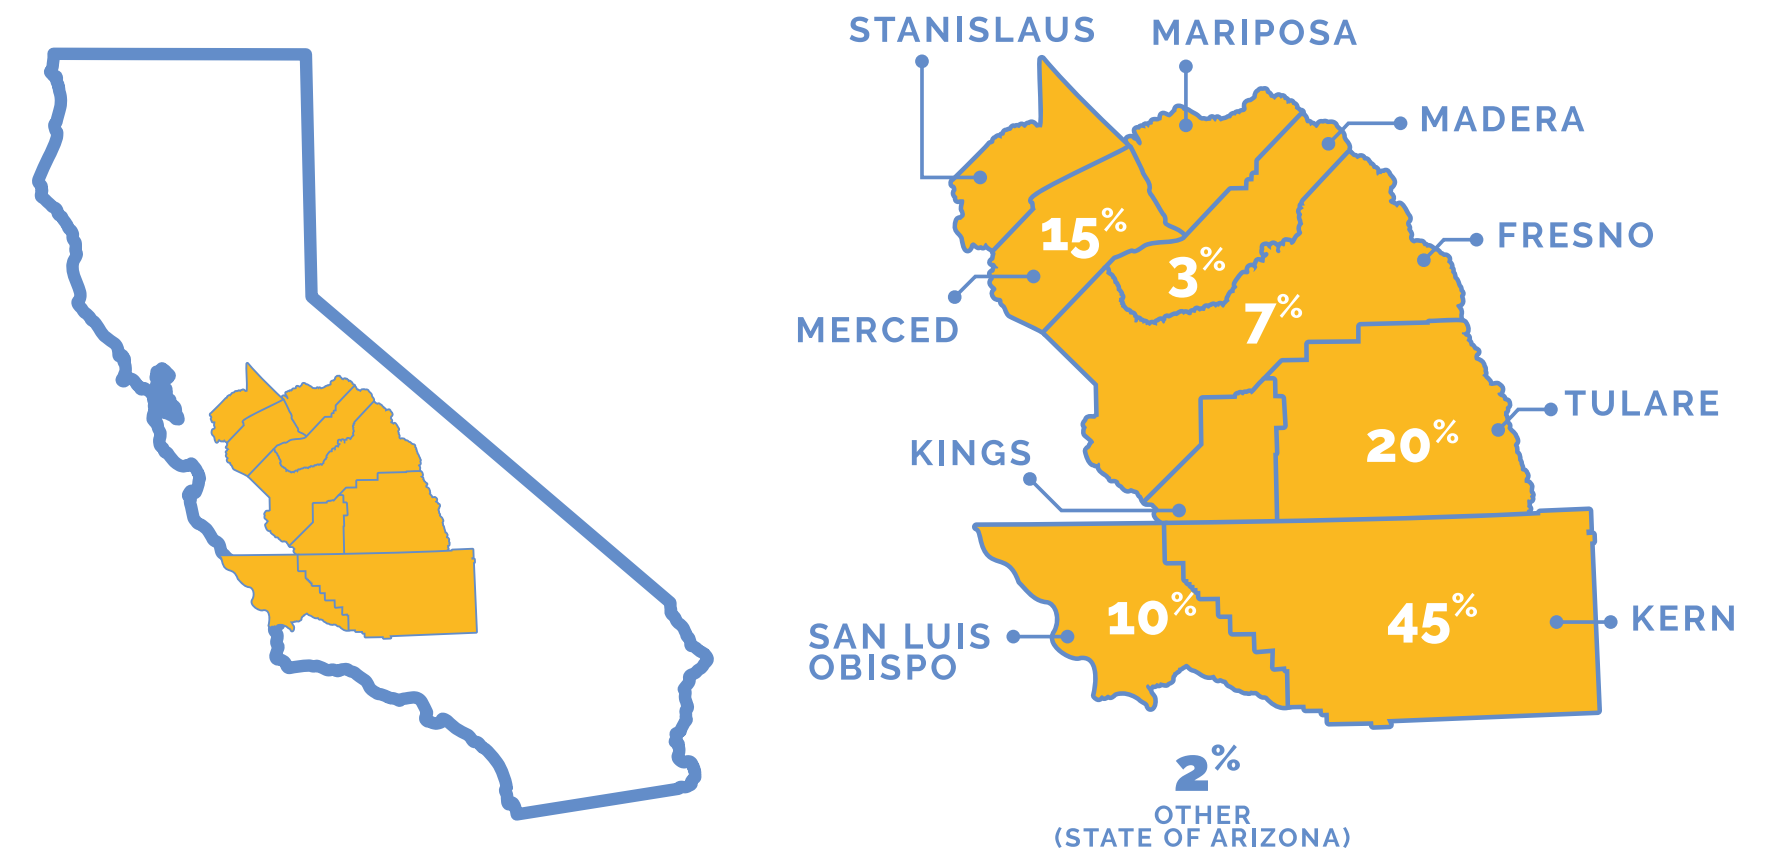 STANISLAUS
MARIPOSA
MADERA
FRESNO
15%
3%
7%
MERCED
TULARE
20%
KINGS
10%
45%
KERN
SAN LUIS
OBISPO
2%
OTHER
(STATE OF ARIZONA)